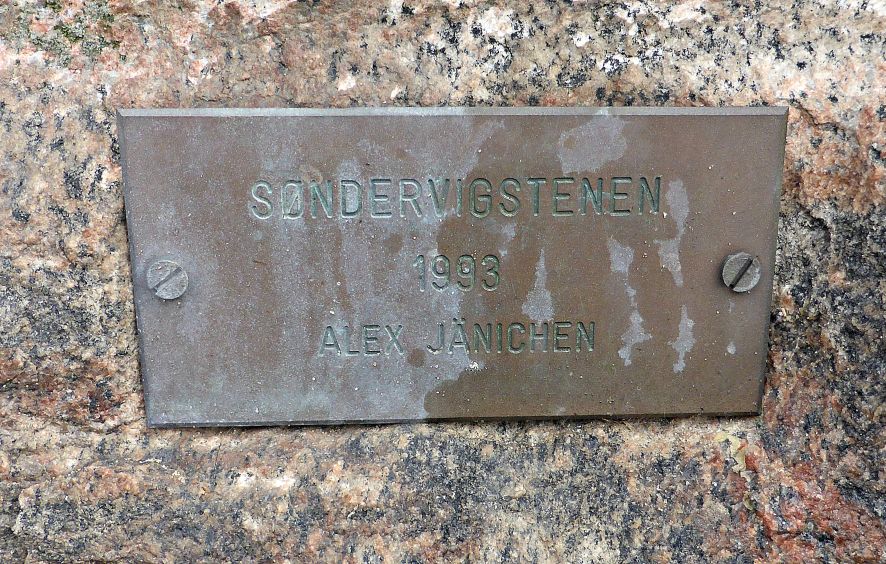 SØNDERVIGSTENEN
1993
ALEX JÄNICHEN